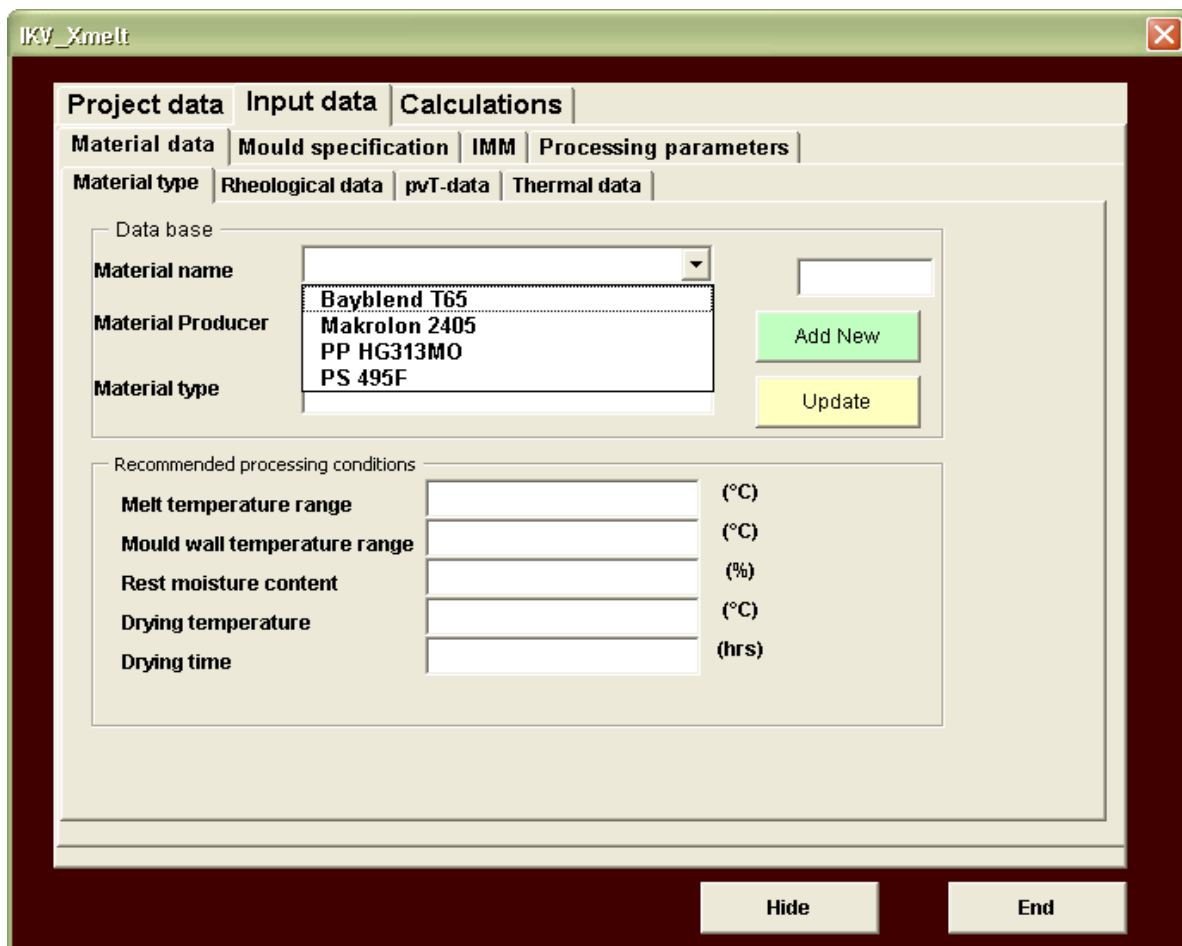 IKV_Xmelt
Project data Input data Calculations
Material data Mould specification IMM Processing parameters
Material type Rheological data pvT-data Thermal data
Data base
Material name
Bayblend T65
Material Producer
Makrolon 2405
Add New
PP HG313MO
PS 495F
Material type
Update
Recommended processing conditions
Melt temperature range (°C)
Mould wall temperature range (°C)
Rest moisture content (%)
Drying temperature (°C)
Drying time (hrs)
Hide End